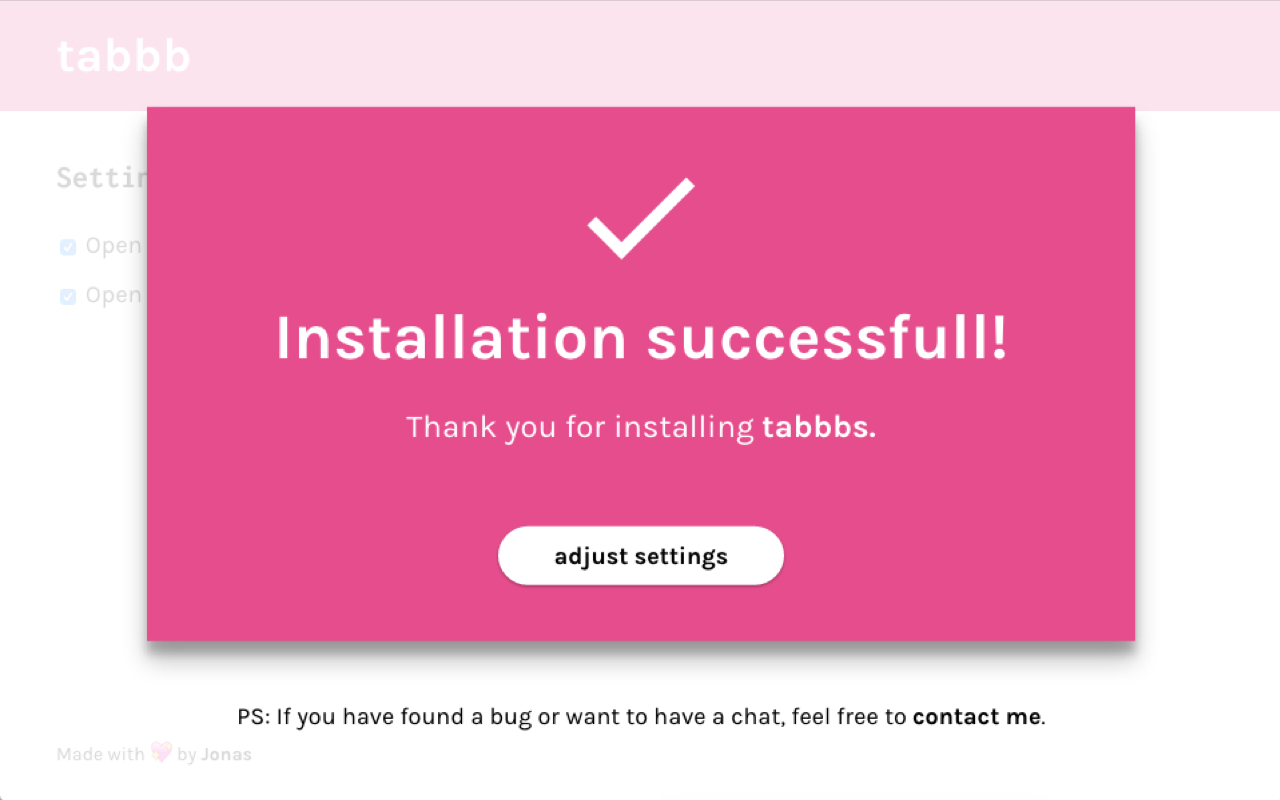 tabbb
Settin
Open
Open
Installation successfull!
Thank you for installing tabbbs.
adjust settings
PS: If you have found a bug or want to have a chat, feel free to contact me.
Made with 💖 by Jonas